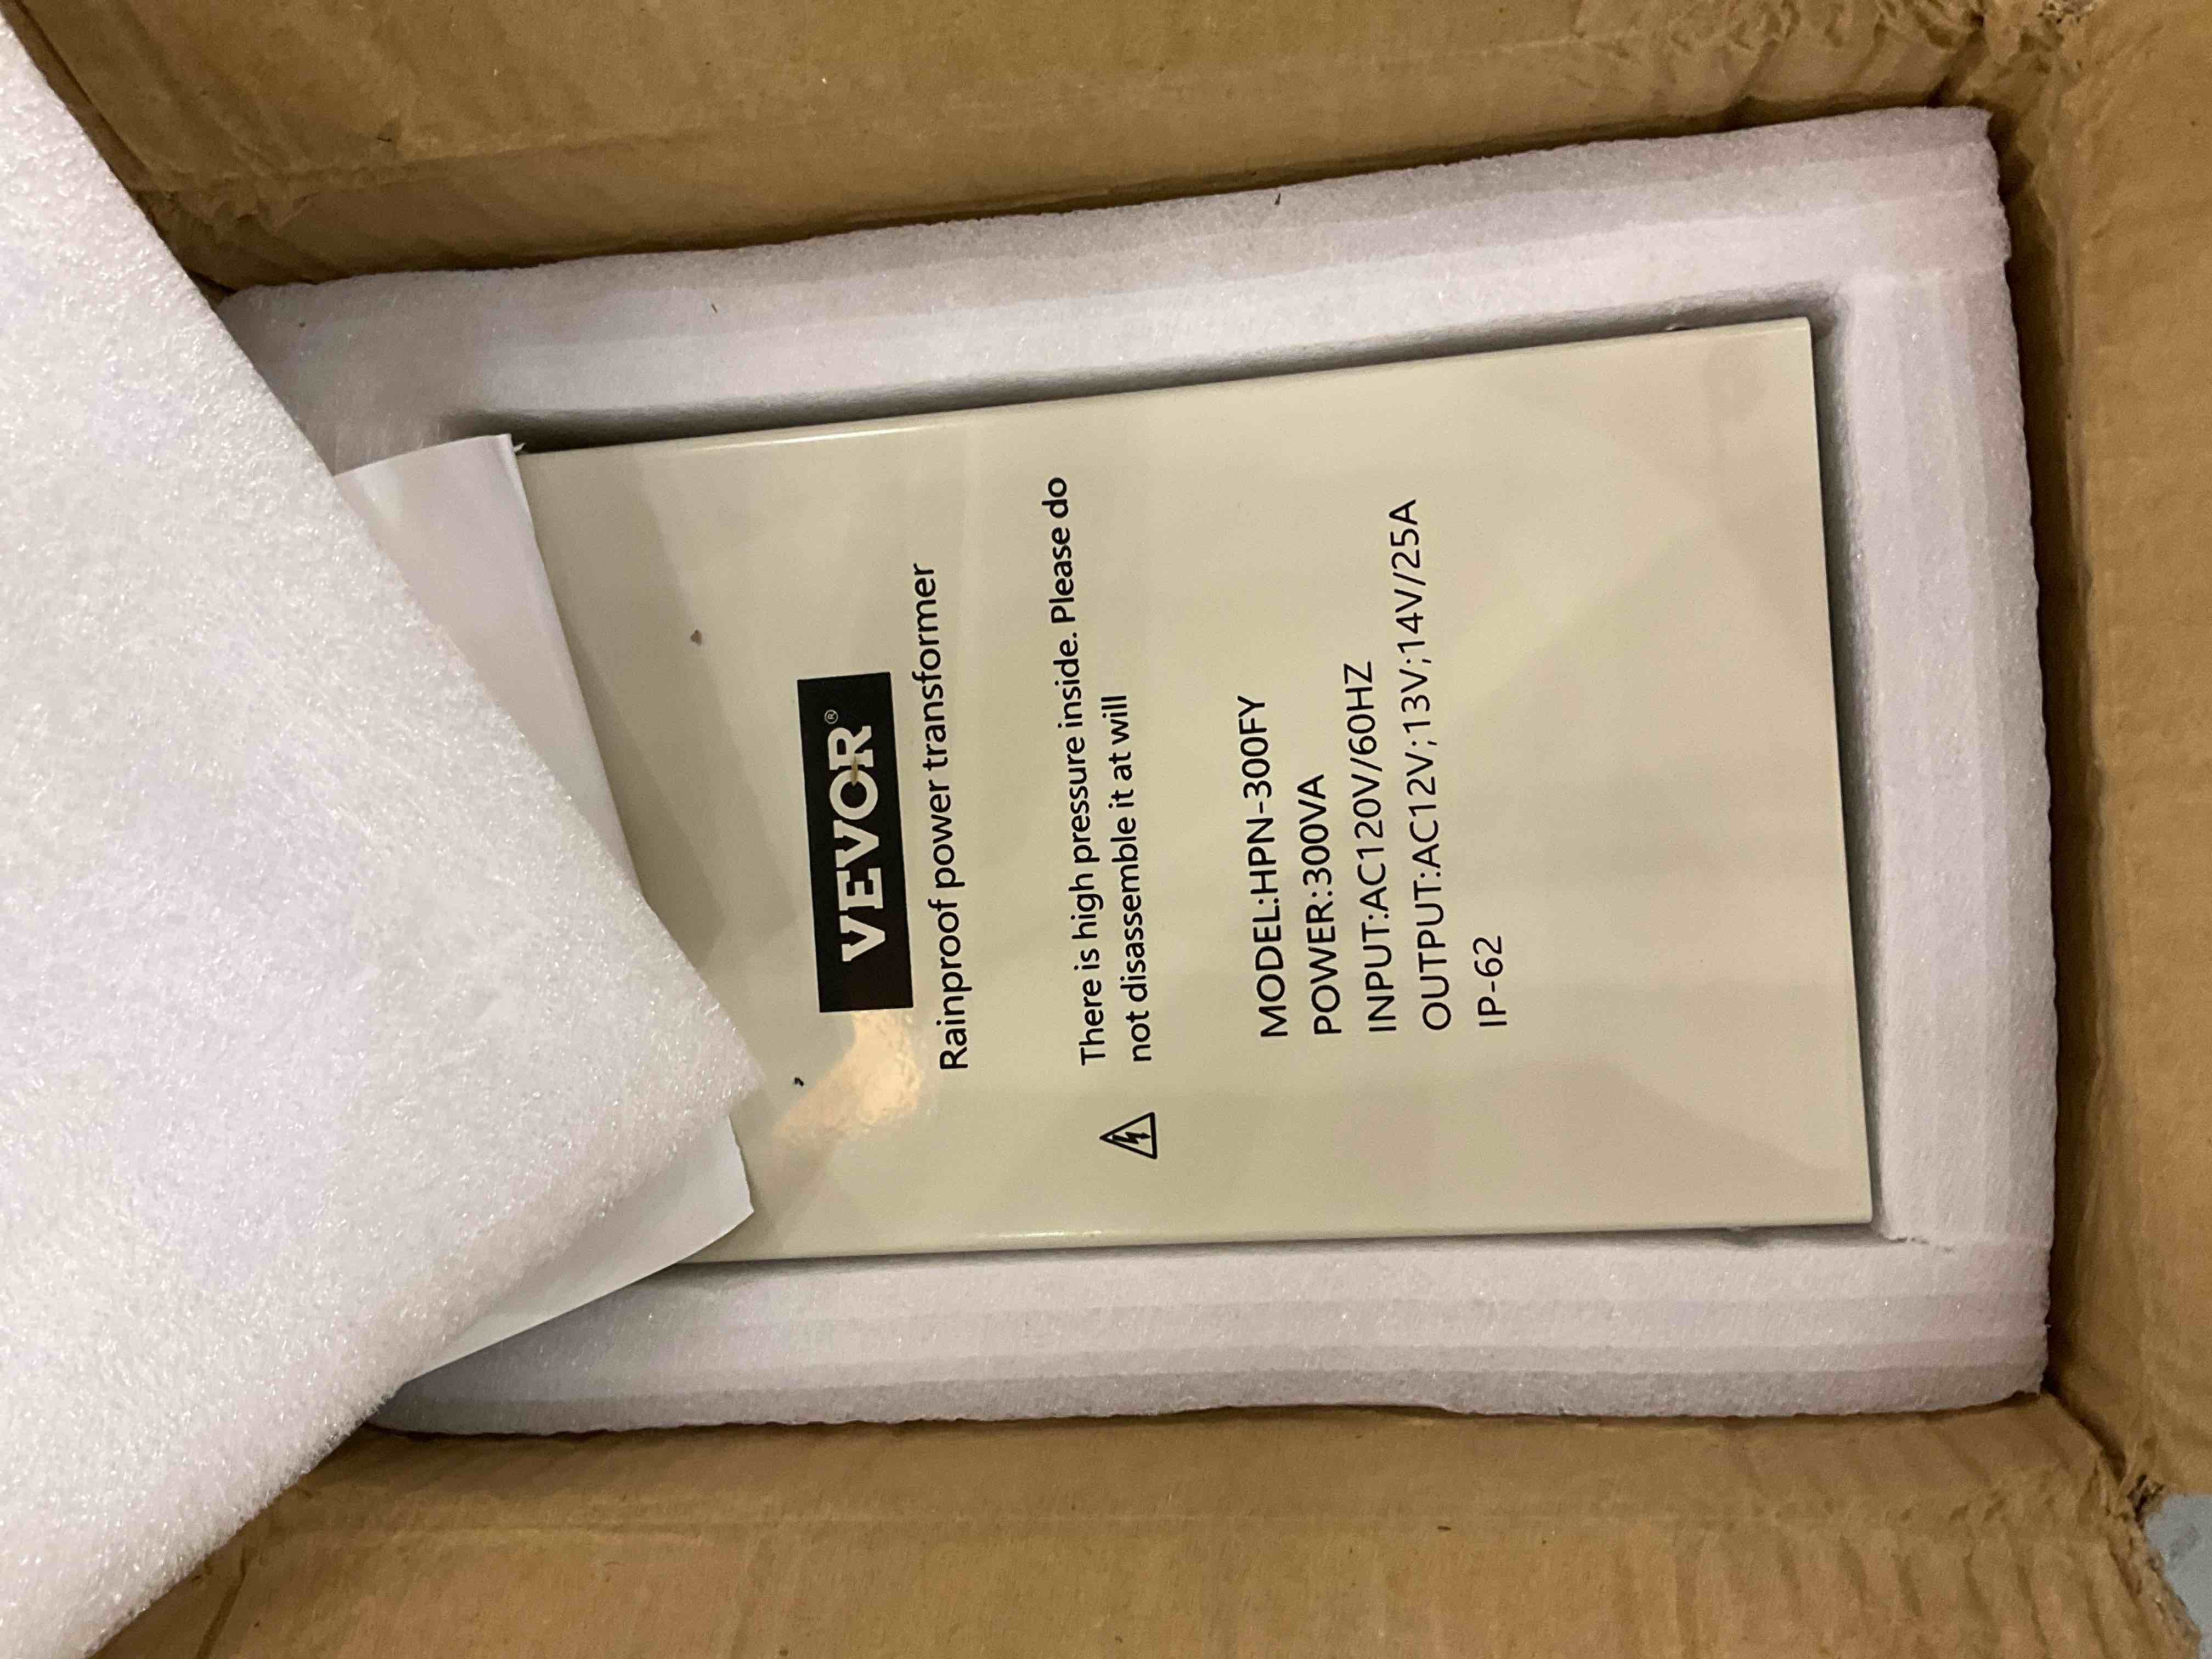 VEVOR®
Rainproof power transformer
There is high pressure inside. Please do
not disassemble it at will
MODEL:HPN-300FY
POWER:300VA
INPUT:AC120V/60HZ
OUTPUT:AC12V;13V;14V/25A
IP-62